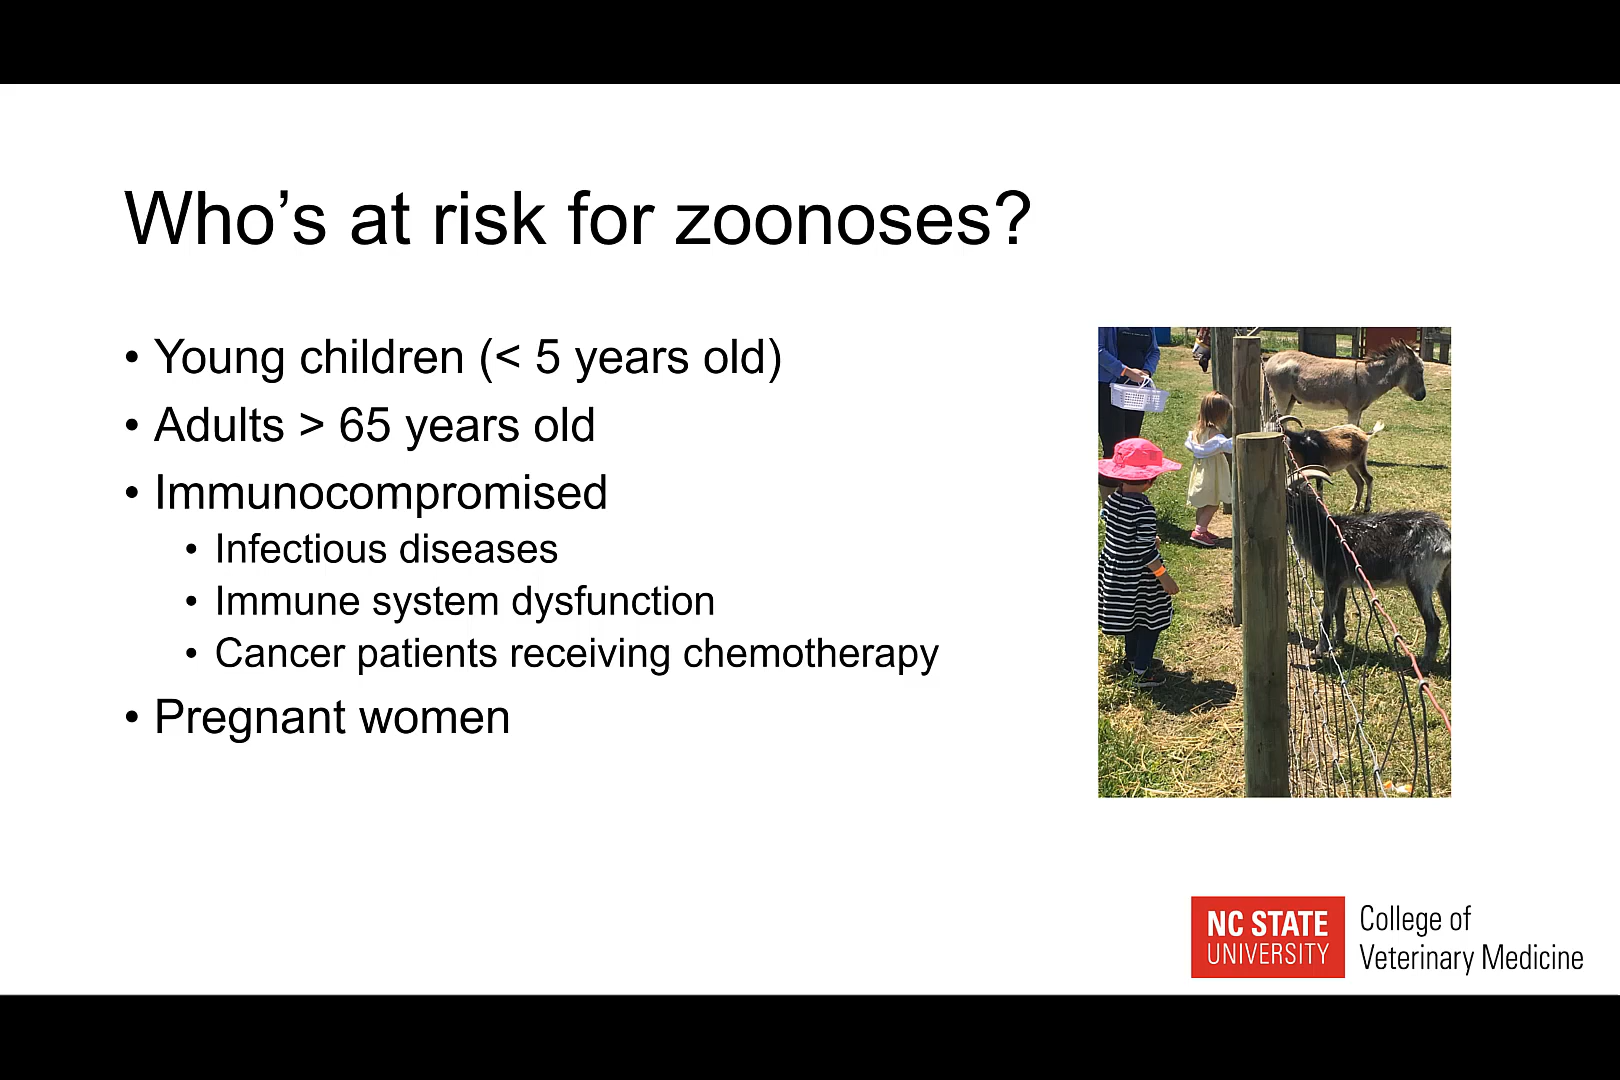 Who’s at risk for zoonoses?
• Young children (< 5 years old)
• Adults > 65 years old
• Immunocompromised
• Infectious diseases
• Immune system dysfunction
• Cancer patients receiving chemotherapy
• Pregnant women
NC STATE
UNIVERSITY
College of
Veterinary Medicine